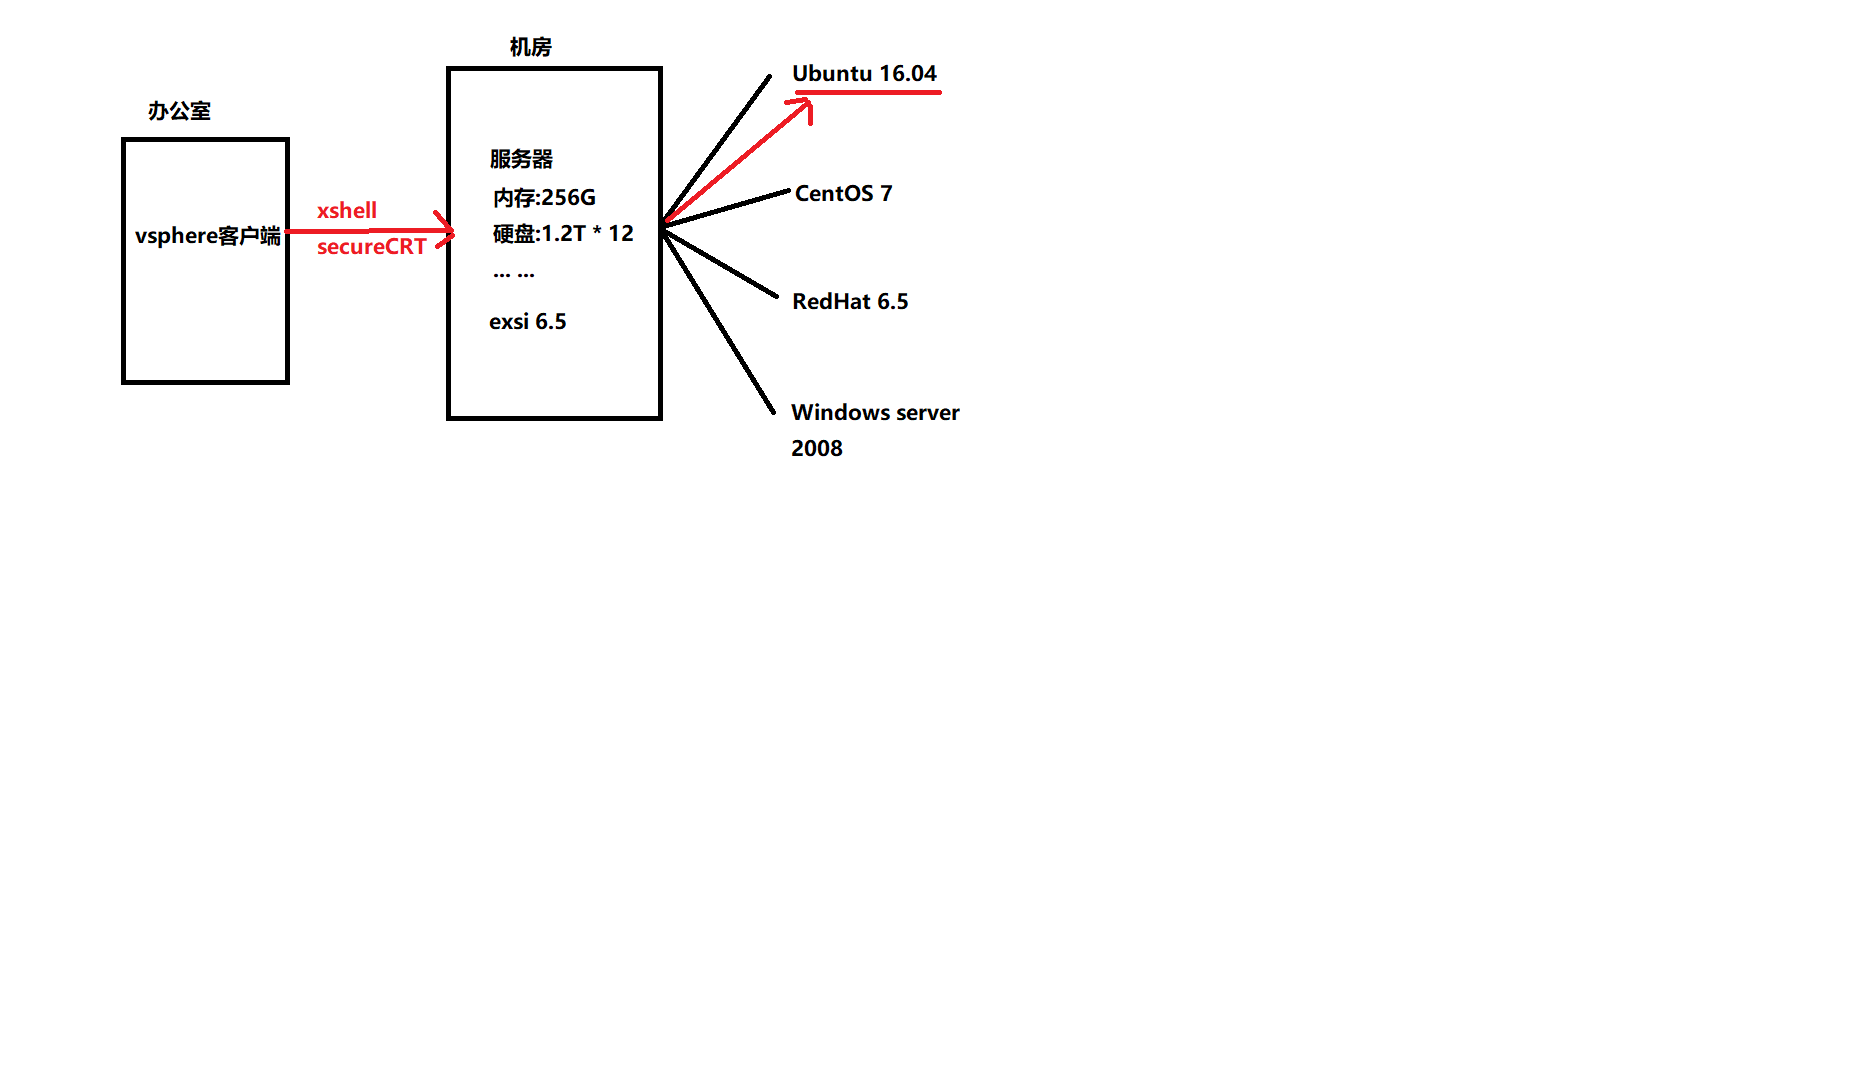 办公室
vsphere客户端
xshell
secureCRT
机房
服务器
内存:256G
硬盘:1.2T * 12
... ...
exsi 6.5
Ubuntu 16.04
CentOS 7
RedHat 6.5
Windows server
2008